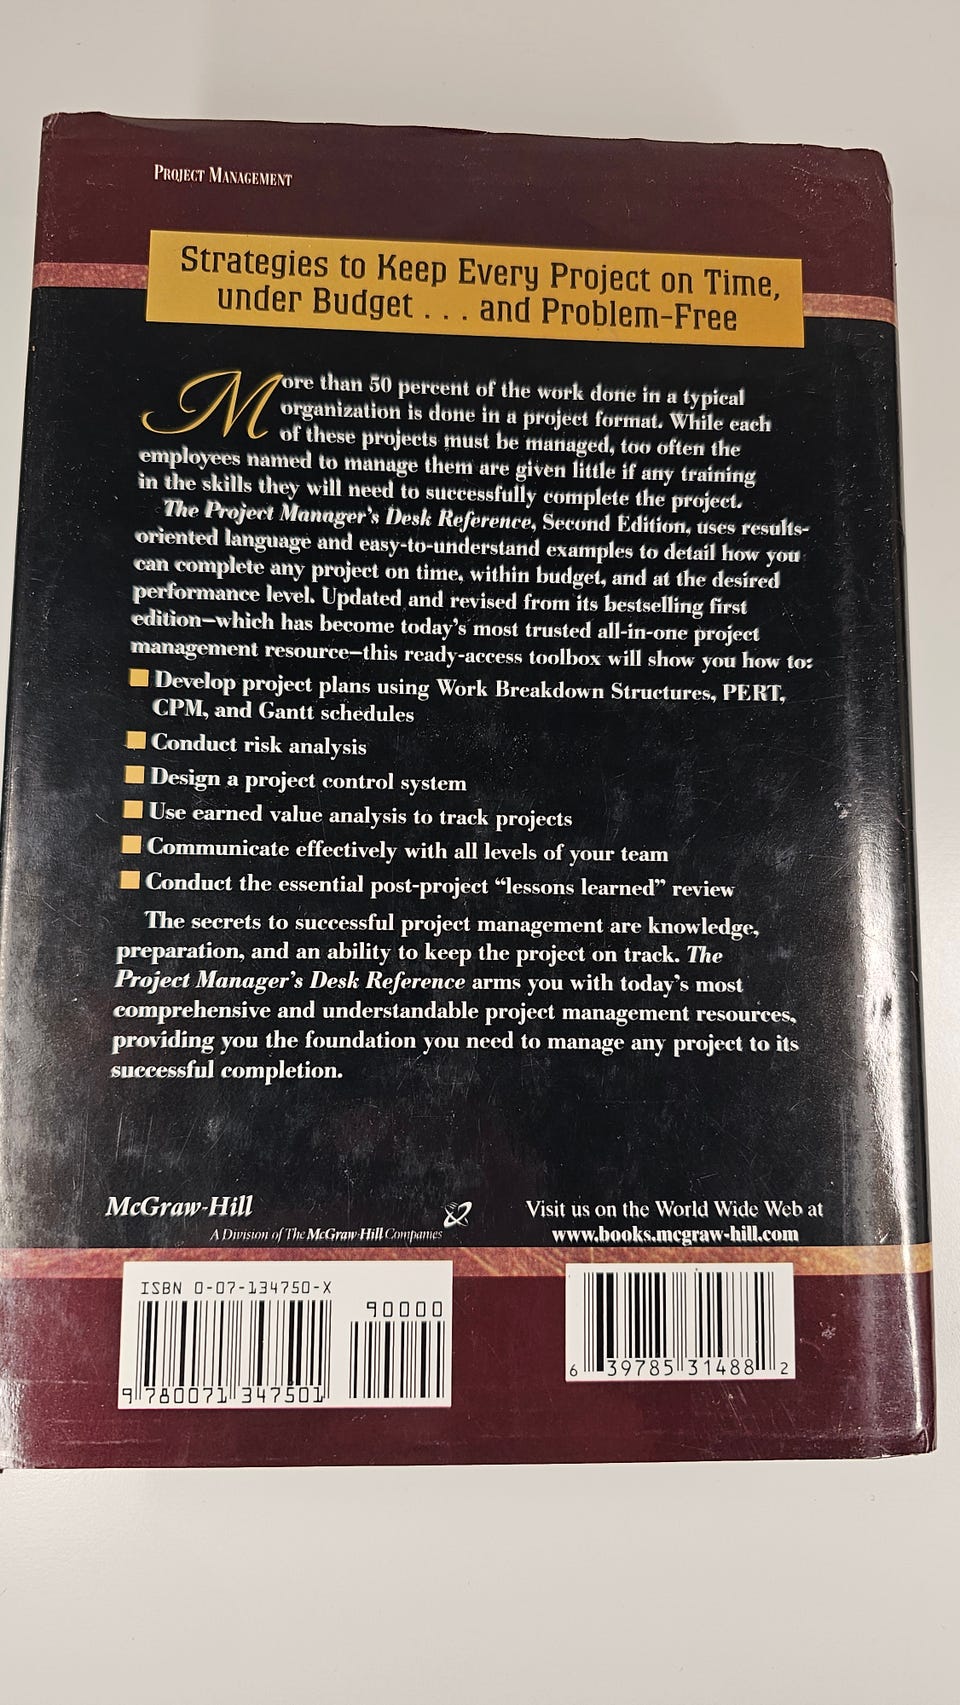 PROJECT MANAGEMENT
Strategies to Keep Every Project on Time,
under Budget . . . and Problem-Free
More than 50 percent of the work done in a typical
organization is done in a project format. While each
of these projects must be managed, too often the
employees named to manage them are given little if any training
in the skills they will need to successfully complete the project.
The Project Manager's Desk Reference, Second Edition, uses results-
oriented language and easy-to-understand examples to detail how you
can complete any project on time, within budget, and at the desired
performance level. Updated and revised from its bestselling first
edition—which has become today's most trusted all-in-one project
management resource—this ready-access toolbox will show you how to:
Develop project plans using Work Breakdown Structures, PERT,
CPM, and Gantt schedules
Conduct risk analysis
Design a project control system
Use earned value analysis to track projects
Communicate effectively with all levels of your team
Conduct the essential post-project “lessons learned” review
The secrets to successful project management are knowledge,
preparation, and an ability to keep the project on track. The
Project Manager's Desk Reference arms you with today's most
comprehensive and understandable project management resources,
providing you the foundation you need to manage any project to its
successful completion.
McGraw-Hill
A Division of The McGraw-Hill Companies
Visit us on the World Wide Web at
www.books.mcgraw-hill.com
ISBN 0-07-134750-X
90000
9 780071 347501
6 39785 31488 2